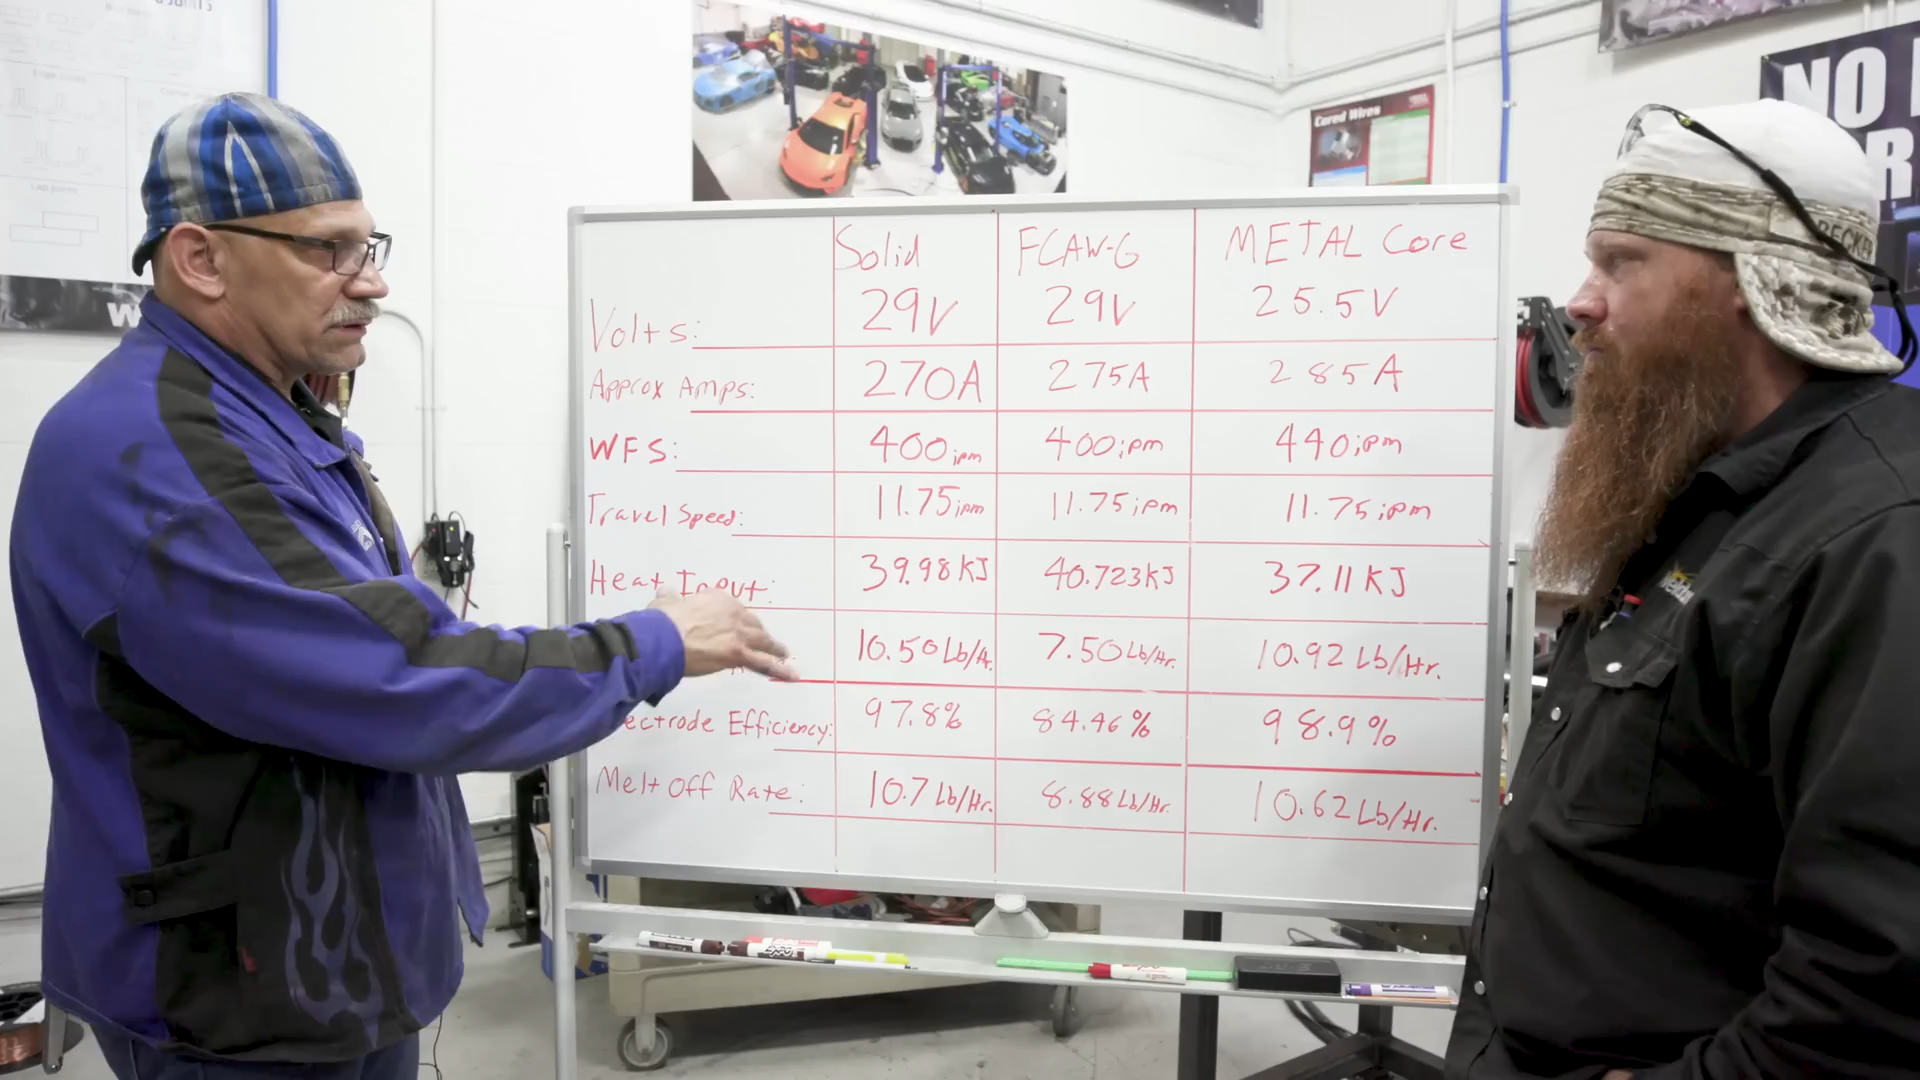 Cored Wires
NO
R
BECKER
W
Solid FCAW-G METAL Core
Volts: 29V 29V 25.5V
Approx Amps: 270A 275A 285A
WFS: 400ipm 400ipm 440ipm
Travel Speed: 11.75ipm 11.75ipm 11.75ipm
Heat Input: 39.98KJ 40.723KJ 37.11KJ
10.50Lb/Hr. 7.50Lb/Hr. 10.92Lb/Hr.
ectrode Efficiency: 97.8% 84.46% 98.9%
Melt Off Rate: 10.7Lb/Hr. 8.88Lb/Hr. 10.62Lb/Hr.